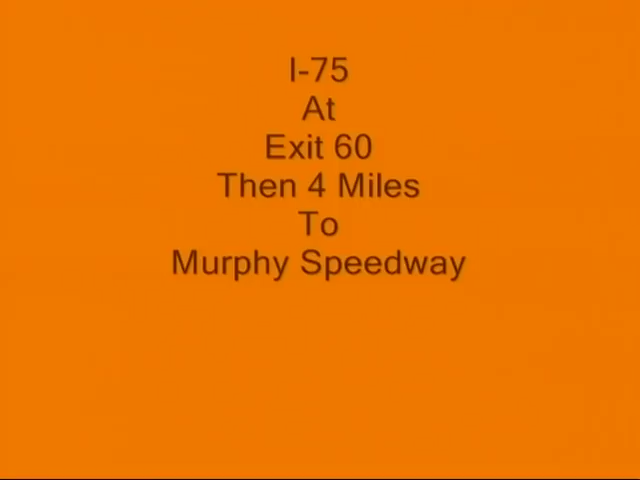 I-75
At
Exit 60
Then 4 Miles
To
Murphy Speedway